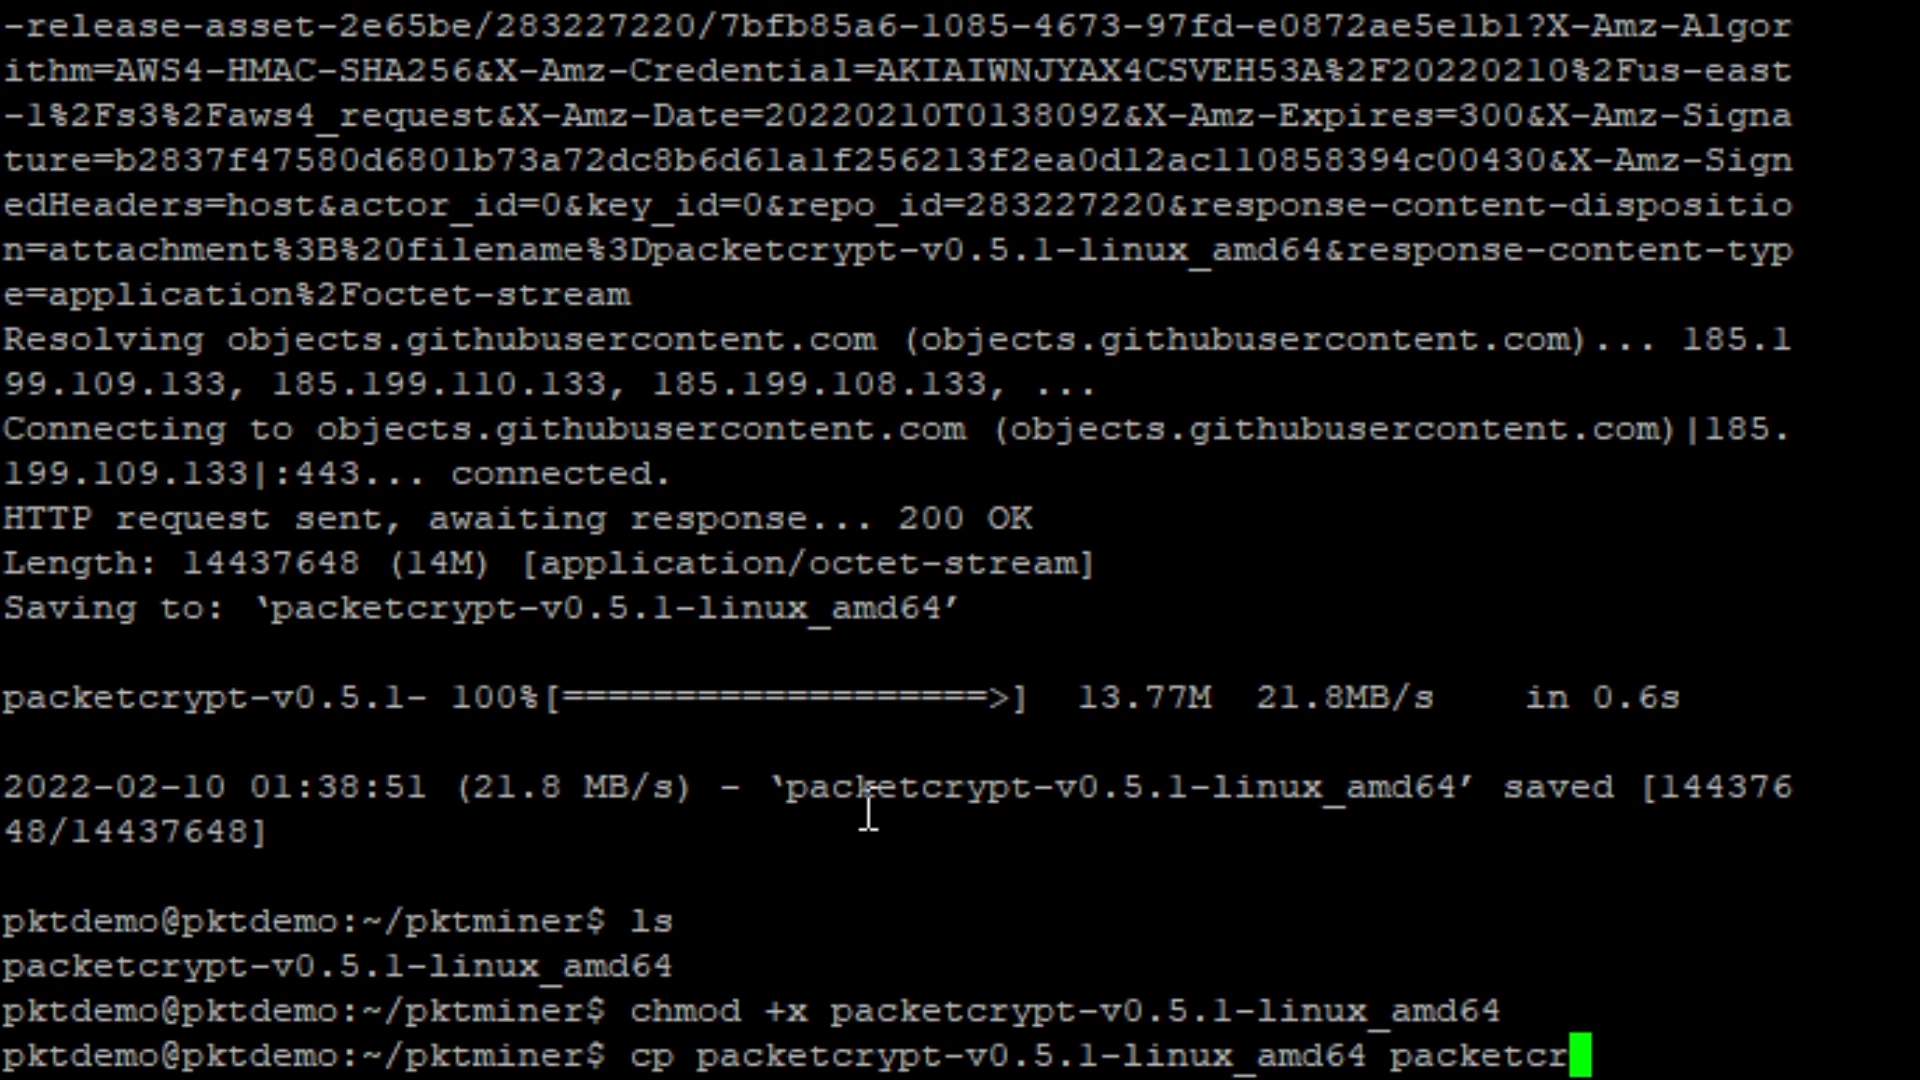 -release-asset-2e65be/283227220/7bfb85a6-1085-4673-97fd-e0872ae5e1b1?X-Amz-Algor
ithm=AWS4-HMAC-SHA256&X-Amz-Credential=AKIAIWNJYAX4CSVEH53A%2F20220210%2Fus-east
-1%2Fs3%2Faws4_request&X-Amz-Date=20220210T013809Z&X-Amz-Expires=300&X-Amz-Signa
ture=b2837f47580d6801b73a72dc8b6d61a1f256213f2ea0d12ac110858394c00430&X-Amz-Sign
edHeaders=host&actor_id=0&key_id=0&repo_id=283227220&response-content-dispositio
n=attachment%3B%20filename%3Dpacketcrypt-v0.5.1-linux_amd64&response-content-typ
e=application%2Foctet-stream
Resolving objects.githubusercontent.com (objects.githubusercontent.com)... 185.1
99.109.133, 185.199.110.133, 185.199.108.133, ...
Connecting to objects.githubusercontent.com (objects.githubusercontent.com)|185.
199.109.133|:443... connected.
HTTP request sent, awaiting response... 200 OK
Length: 14437648 (14M) [application/octet-stream]
Saving to: ‘packetcrypt-v0.5.1-linux_amd64’
packetcrypt-v0.5.1- 100%[===================>] 13.77M 21.8MB/s in 0.6s
2022-02-10 01:38:51 (21.8 MB/s) - ‘packetcrypt-v0.5.1-linux_amd64’ saved [144376
48/14437648]
pktdemo@pktdemo:~/pktminer$ ls
packetcrypt-v0.5.1-linux_amd64
pktdemo@pktdemo:~/pktminer$ chmod +x packetcrypt-v0.5.1-linux_amd64
pktdemo@pktdemo:~/pktminer$ cp packetcrypt-v0.5.1-linux_amd64 packetcr